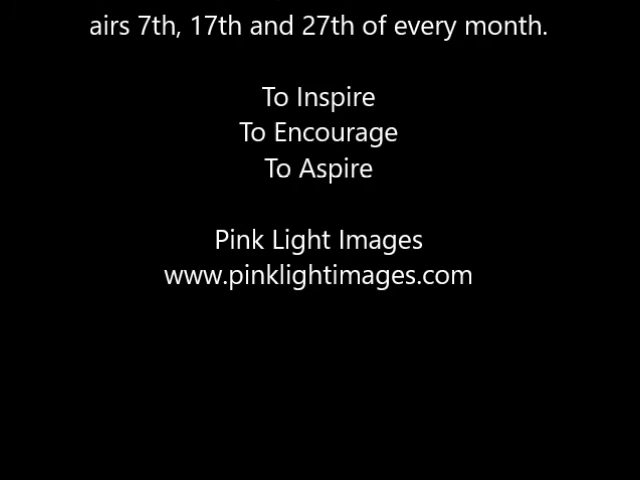 airs 7th, 17th and 27th of every month.
To Inspire
To Encourage
To Aspire
Pink Light Images
www.pinklightimages.com